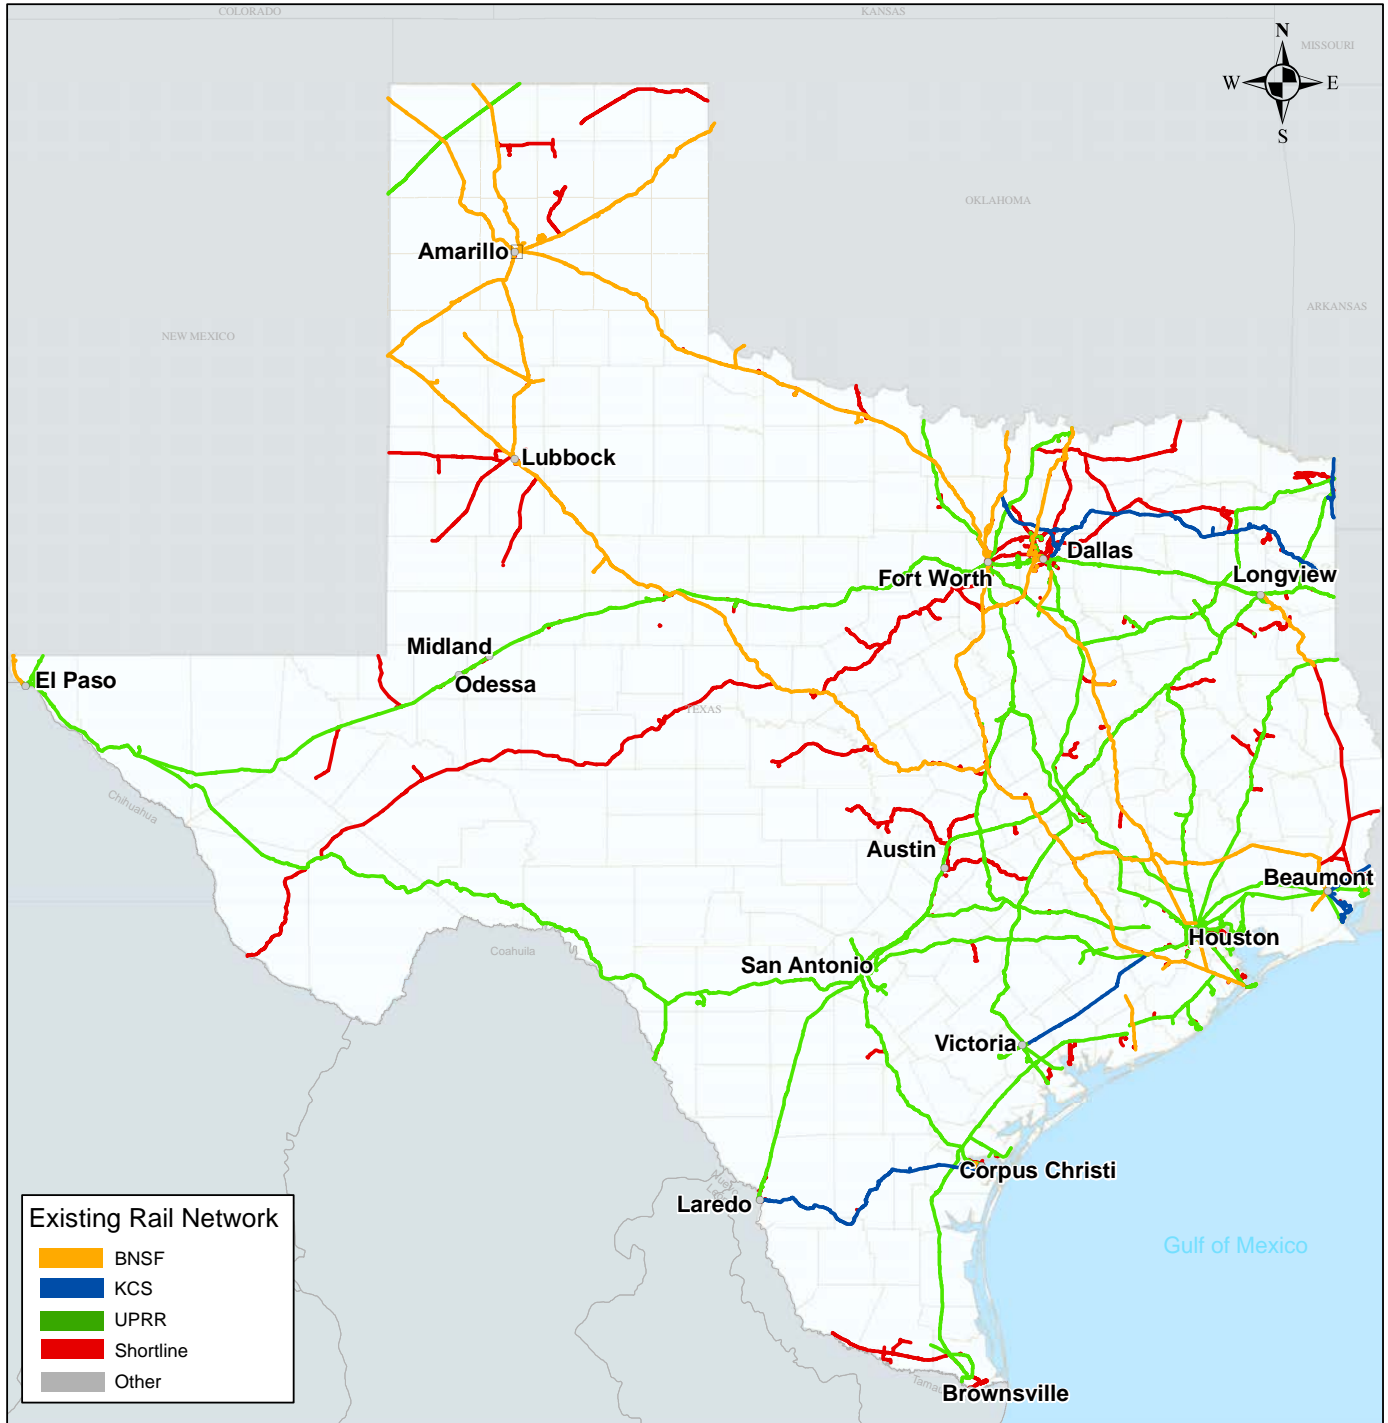 COLORADO
KANSAS
N
MISSOURI
W
E
S
OKLAHOMA
Amarillo
ARKANSAS
NEW MEXICO
Lubbock
Dallas
Fort Worth
Longview
Midland
El Paso
Odessa
TEXAS
Chihuahua
Austin
Beaumont
Houston
Coahuila
San Antonio
Victoria
Corpus Christi
Laredo
Gulf of Mexico
Brownsville
Existing Rail Network
BNSF
KCS
UPRR
Shortline
Other